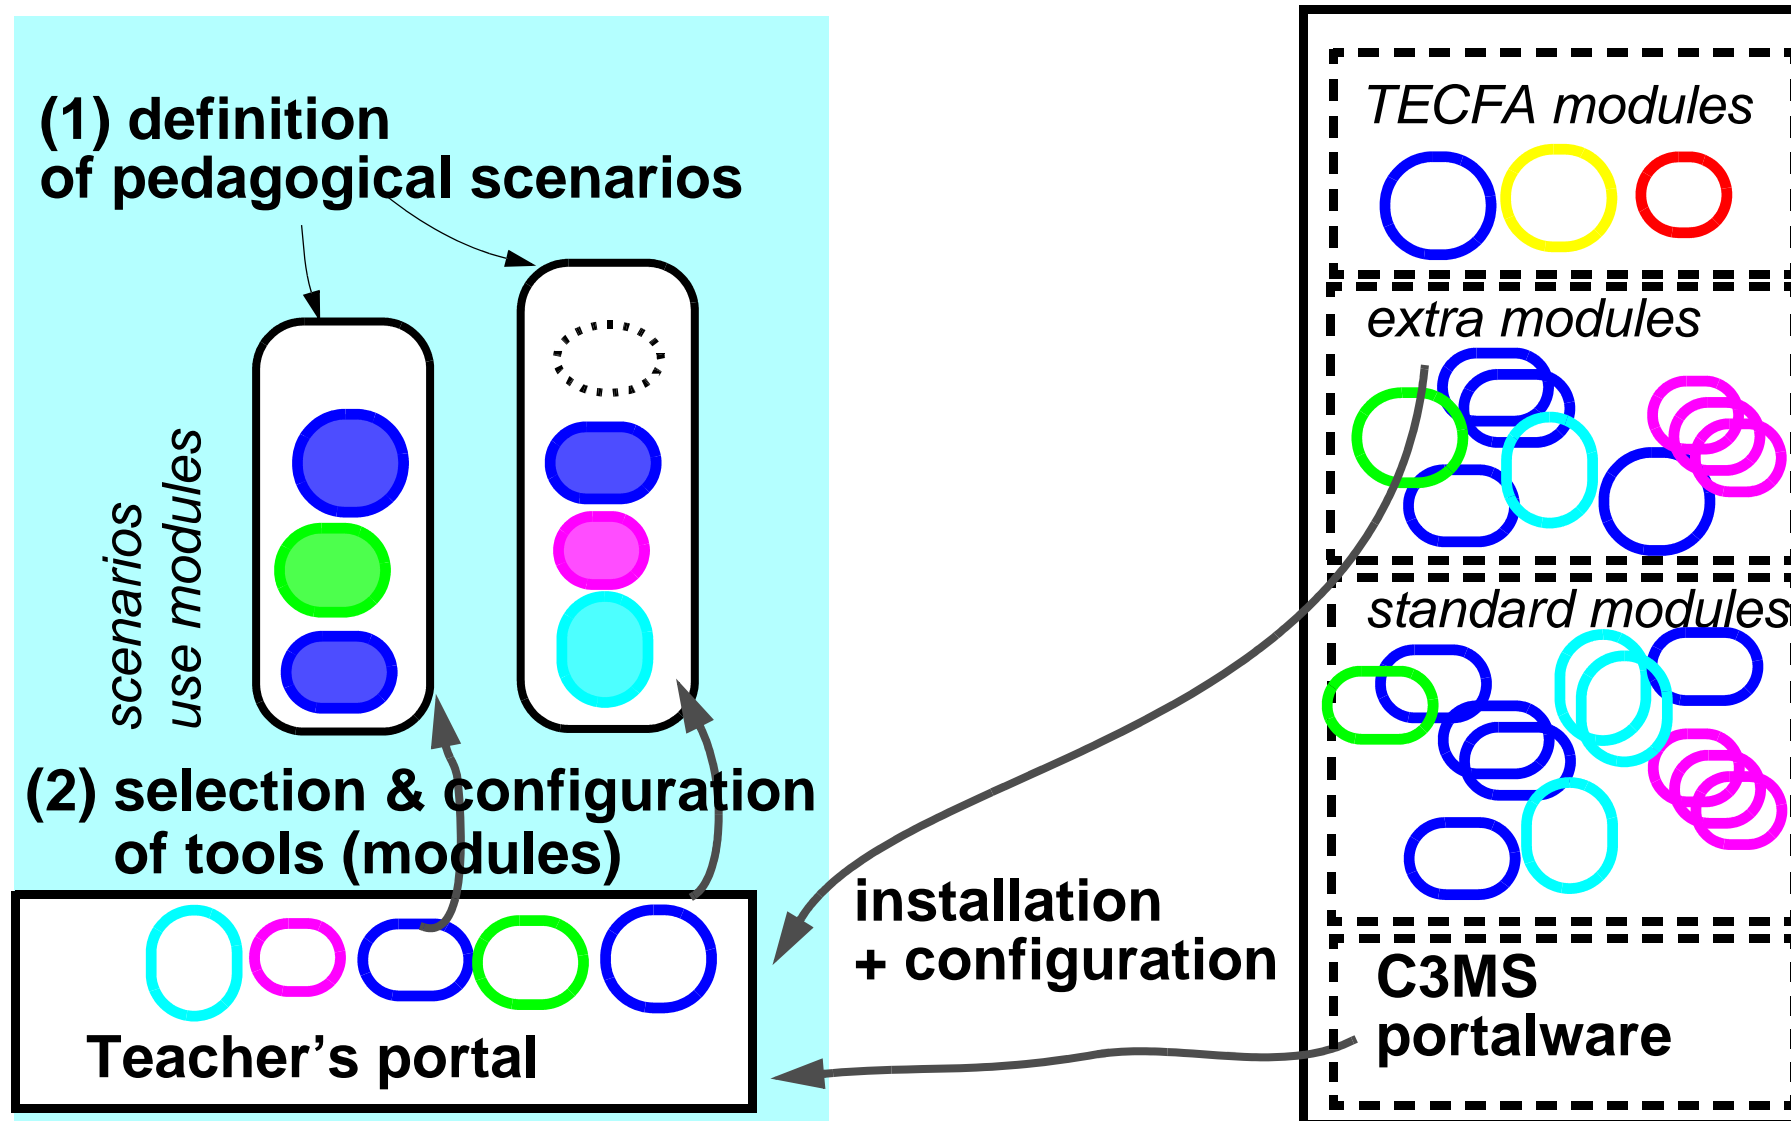 (1) definition
of pedagogical scenarios
scenarios
use modules
(2) selection & configuration
of tools (modules)
Teacher’s portal
installation
+ configuration
TECFA modules
extra modules
standard modules
C3MS
portalware